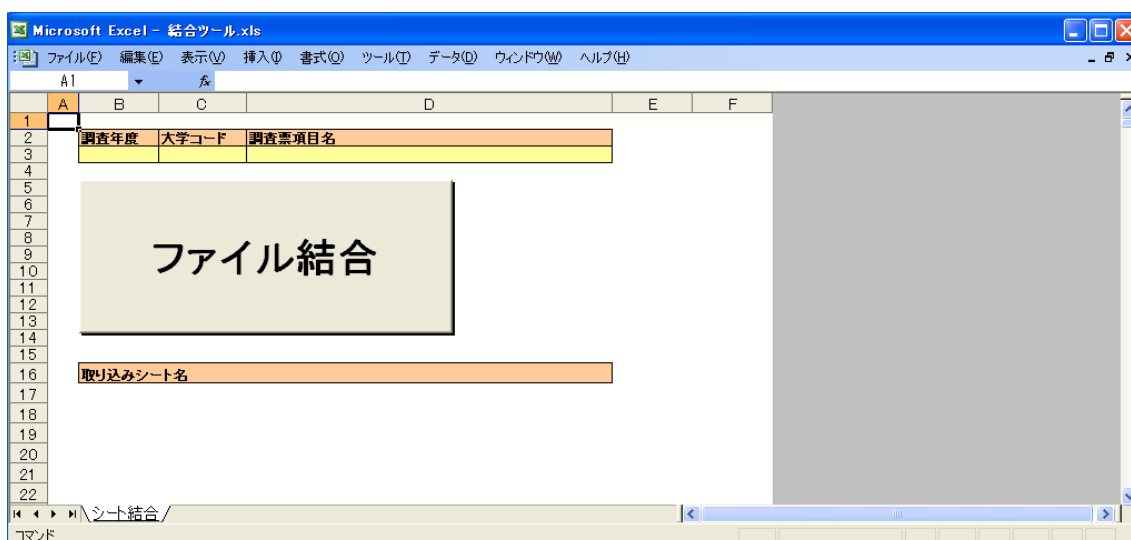 Microsoft Excel - 結合ツール.xls
ファイル(F) 編集(E) 表示(V) 挿入(I) 書式(O) ツール(T) データ(D) ウィンドウ(W) ヘルプ(H)
A1 fx
A B C D E F
1
2 調査年度 大学コード 調査票項目名
3
4
5
6
7
8
9 ファイル結合
10
11
12
13
14
15
16 取り込みシート名
17
18
19
20
21
22
シート結合
コマンド